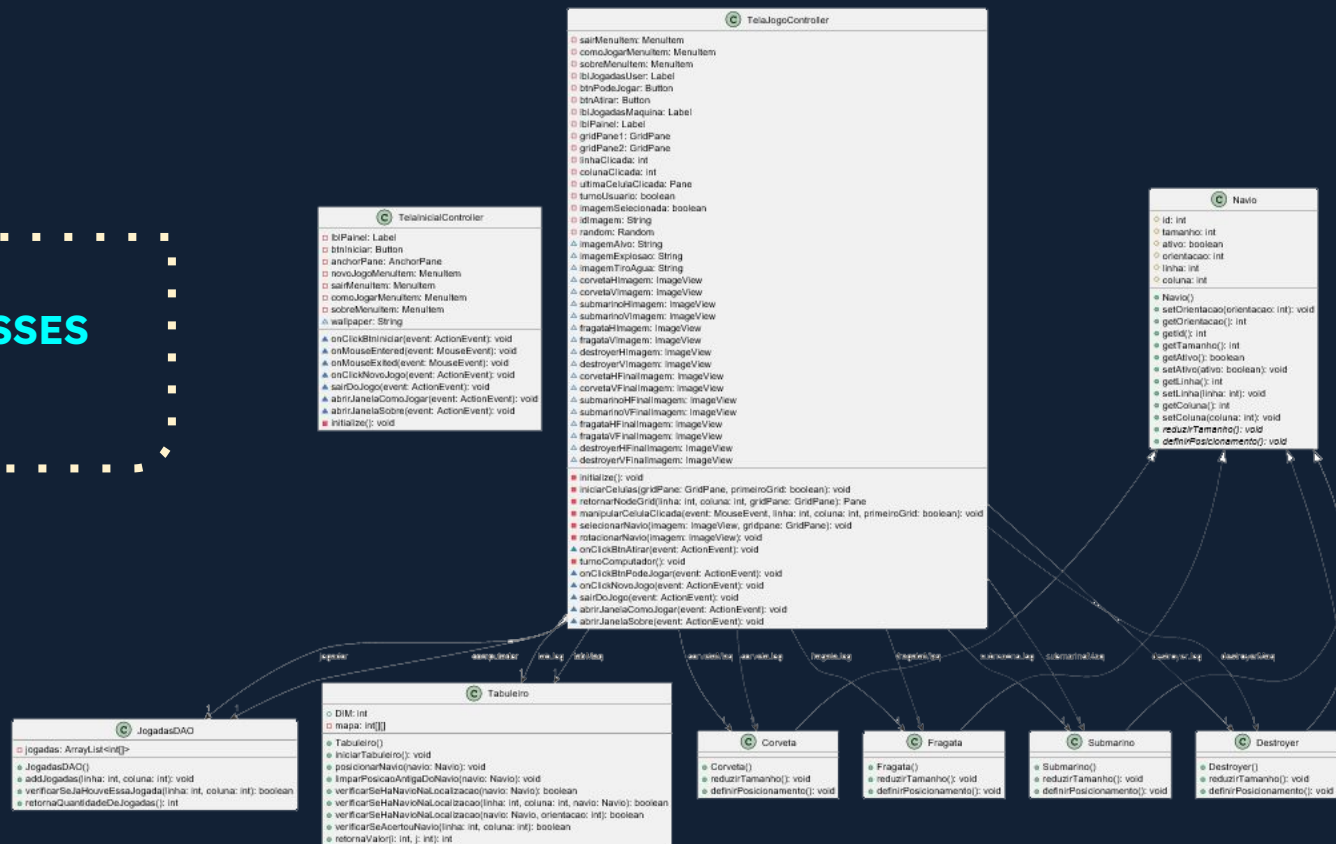 SSES
TelaInicialController
lblPainel: Label
btnIniciar: Button
anchorPane: AnchorPane
novoJogoMenuItem: MenuItem
sairMenuItem: MenuItem
comoJogarMenuItem: MenuItem
sobreMenuItem: MenuItem
wallpaper: String
onClickBtnIniciar(event: ActionEvent): void
onMouseEntered(event: MouseEvent): void
onMouseExited(event: MouseEvent): void
onClickNovoJogo(event: ActionEvent): void
sairDoJogo(event: ActionEvent): void
abrirJanelaComoJogar(event: ActionEvent): void
abrirJanelaSobre(event: ActionEvent): void
initialize(): void
TelaJogoController
sairMenuItem: MenuItem
comoJogarMenuItem: MenuItem
sobreMenuItem: MenuItem
lblJogadasUser: Label
btnPodeJogar: Button
btnAtirar: Button
lblJogadasMaquina: Label
lblPainel: Label
gridPane1: GridPane
gridPane2: GridPane
linhaClicada: int
colunaClicada: int
ultimaCelulaClicada: Pane
turnoUsuario: boolean
imagemSelecionada: boolean
idImagem: String
random: Random
imagemAlvo: String
imagemExplosao: String
imagemTiroAgua: String
corvetaHImagem: ImageView
corvetaVImagem: ImageView
submarinoHImagem: ImageView
submarinoVImagem: ImageView
fragataHImagem: ImageView
fragataVImagem: ImageView
destroyerHImagem: ImageView
destroyerVImagem: ImageView
corvetaHFinalImagem: ImageView
corvetaVFinalImagem: ImageView
submarinoHFinalImagem: ImageView
submarinoVFinalImagem: ImageView
fragataHFinalImagem: ImageView
fragataVFinalImagem: ImageView
destroyerHFinalImagem: ImageView
destroyerVFinalImagem: ImageView
initialize(): void
iniciarCelulas(gridPane: GridPane, primeiroGrid: boolean): void
retornarNodeGrid(linha: int, coluna: int, gridPane: GridPane): Pane
manipularCelulaClicada(event: MouseEvent, linha: int, coluna: int, primeiroGrid: boolean): void
selecionarNavio(imagem: ImageView, gridpane: GridPane): void
rotacionarNavio(imagem: ImageView): void
onClickBtnAtirar(event: ActionEvent): void
turnoComputador(): void
onClickBtnPodeJogar(event: ActionEvent): void
onClickNovoJogo(event: ActionEvent): void
sairDoJogo(event: ActionEvent): void
abrirJanelaComoJogar(event: ActionEvent): void
abrirJanelaSobre(event: ActionEvent): void
Navio
id: int
tamanho: int
ativo: boolean
orientacao: int
linha: int
coluna: int
Navio()
setOrientacao(orientacao: int): void
getOrientacao(): int
getId(): int
getTamanho(): int
getAtivo(): boolean
setAtivo(ativo: boolean): void
getLinha(): int
setLinha(linha: int): void
getColuna(): int
setColuna(coluna: int): void
reduzirTamanho(): void
definirPosicionamento(): void
jogador
computador
JogadasDAO
jogadas: ArrayList<int[]>
JogadasDAO()
addJogadas(linha: int, coluna: int): void
verificarSeJaHouveEssaJogada(linha: int, coluna: int): boolean
retornaQuantidadeDeJogadas(): int
Tabuleiro
DIM: int
mapa: int[][]
Tabuleiro()
iniciarTabuleiro(): void
posicionarNavio(navio: Navio): void
limparPosicaoAntigaDoNavio(navio: Navio): void
verificarSeHaNavioNaLocalizacao(navio: Navio): boolean
verificarSeHaNavioNaLocalizacao(linha: int, coluna: int, navio: Navio): boolean
verificarSeHaNavioNaLocalizacao(navio: Navio, orientacao: int): boolean
verificarSeAcertouNavio(linha: int, coluna: int): boolean
retornaValor(i: int, j: int): int
Corveta
Corveta()
reduzirTamanho(): void
definirPosicionamento(): void
Fragata
Fragata()
reduzirTamanho(): void
definirPosicionamento(): void
Submarino
Submarino()
reduzirTamanho(): void
definirPosicionamento(): void
Destroyer
Destroyer()
reduzirTamanho(): void
definirPosicionamento(): void